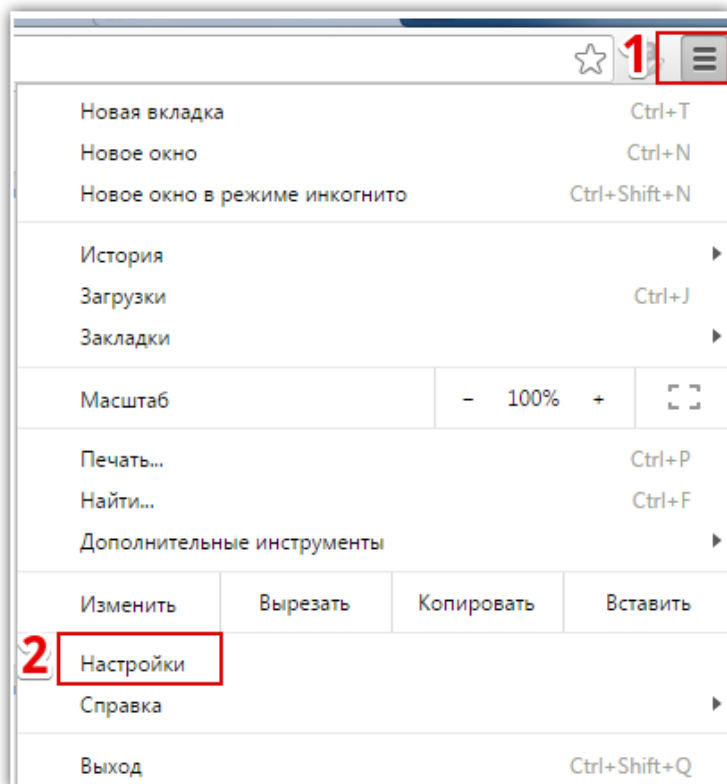 1
Новая вкладка Ctrl+T
Новое окно Ctrl+N
Новое окно в режиме инкогнито Ctrl+Shift+N
История
Загрузки Ctrl+J
Закладки
Масштаб - 100% +
Печать... Ctrl+P
Найти... Ctrl+F
Дополнительные инструменты
Изменить Вырезать Копировать Вставить
2 Настройки
Справка
Выход Ctrl+Shift+Q